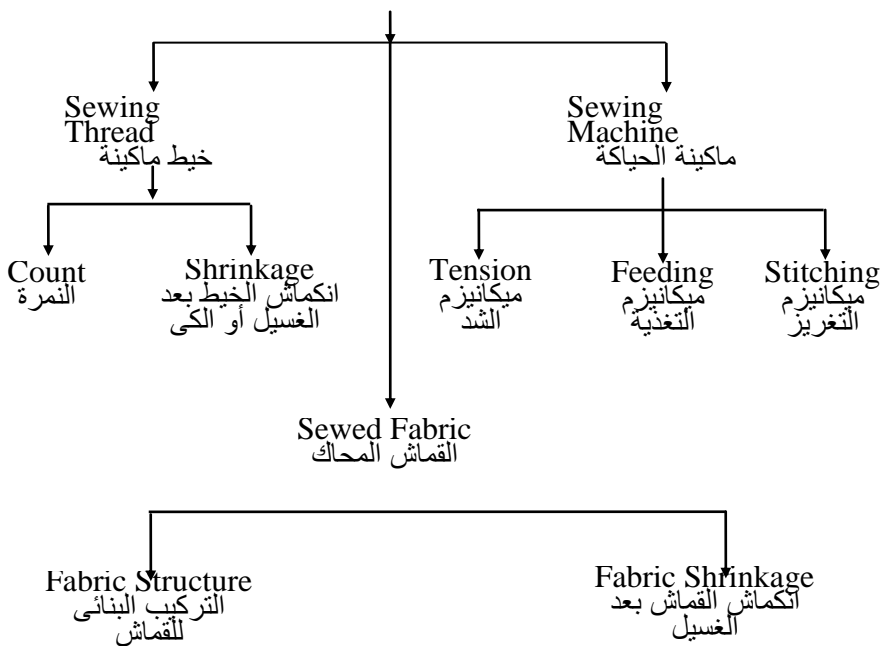 Sewing
Thread
خيط ماكينة
Sewing
Machine
ماكينة الحياكة
Count
النمرة
Shrinkage
انكماش الخيط بعد
الغسيل أو الكى
Tension
ميكانيزم
الشد
Feeding
ميكانيزم
التغذية
Stitching
ميكانيزم
التغريز
Sewed Fabric
القماش المحاك
Fabric Structure
التركيب البنائى
للقماش
Fabric Shrinkage
انكماش القماش بعد
الغسيل